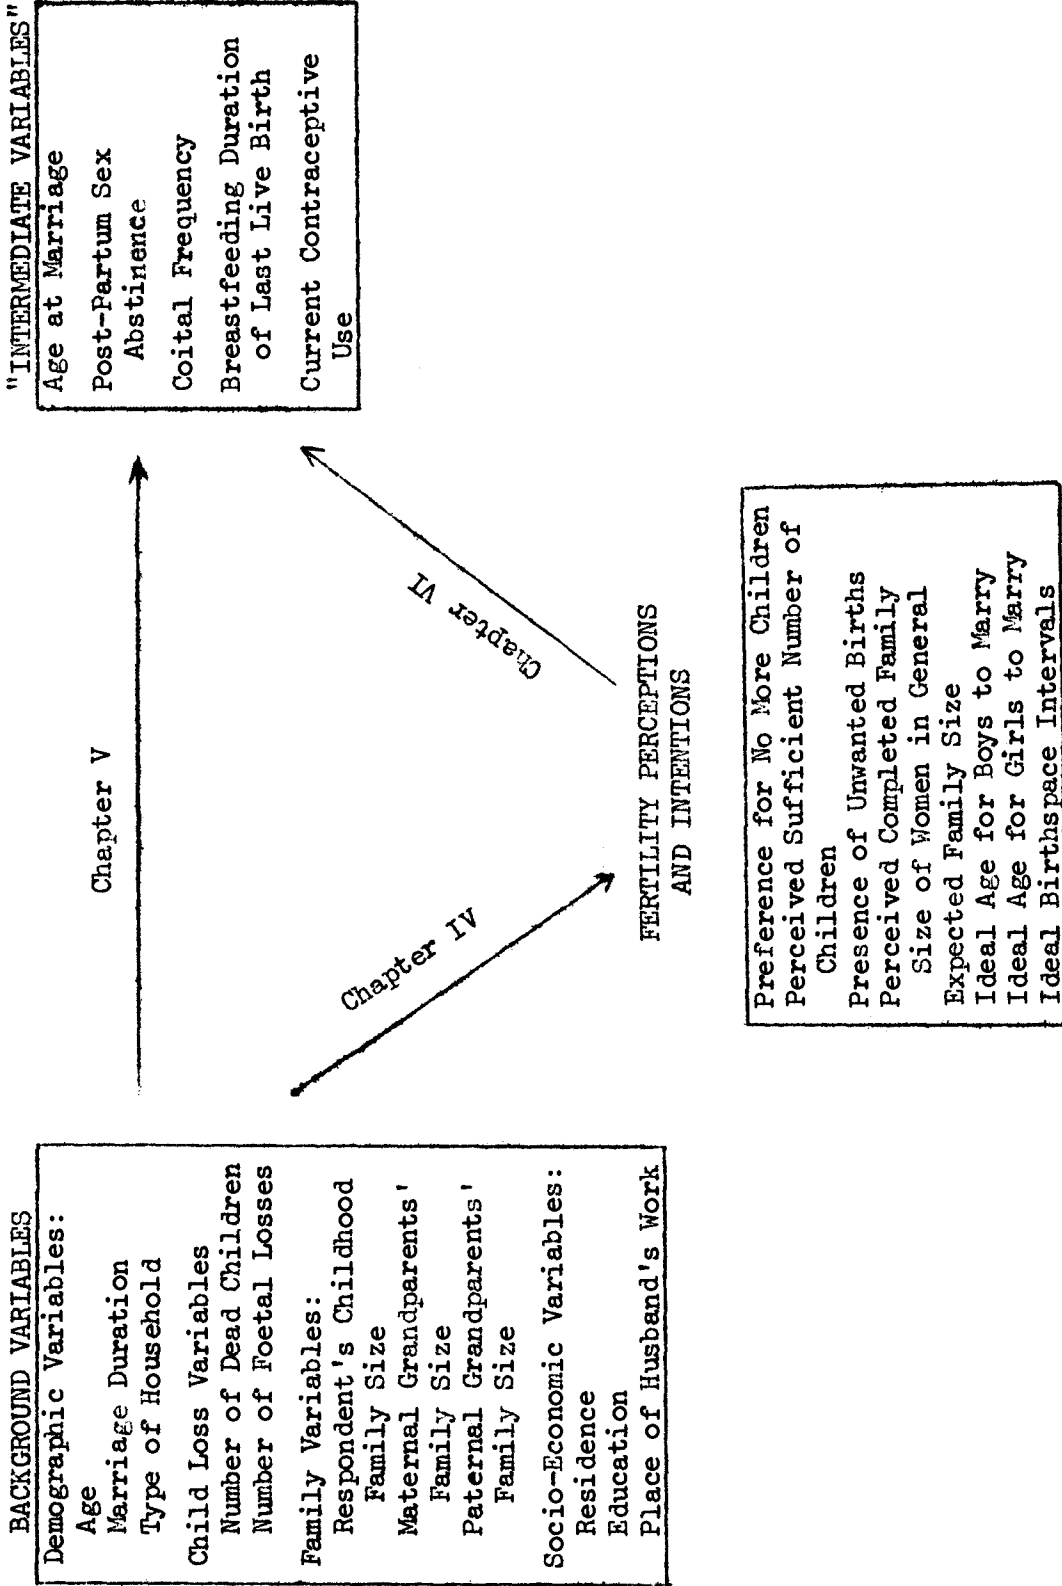 BACKGROUND VARIABLES
Demographic Variables:
Age
Marriage Duration
Type of Household
Child Loss Variables
Number of Dead Children
Number of Foetal Losses
Family Variables:
Respondent's Childhood
Family Size
Maternal Grandparents'
Family Size
Paternal Grandparents'
Family Size
Socio-Economic Variables:
Residence
Education
Place of Husband's Work
Chapter V
Chapter IV
Chapter VI
FERTILITY PERCEPTIONS
AND INTENTIONS
Preference for No More Children
Perceived Sufficient Number of
Children
Presence of Unwanted Births
Perceived Completed Family
Size of Women in General
Expected Family Size
Ideal Age for Boys to Marry
Ideal Age for Girls to Marry
Ideal Birthspace Intervals
"INTERMEDIATE VARIABLES"
Age at Marriage
Post-Partum Sex
Abstinence
Coital Frequency
Breastfeeding Duration
of Last Live Birth
Current Contraceptive
Use